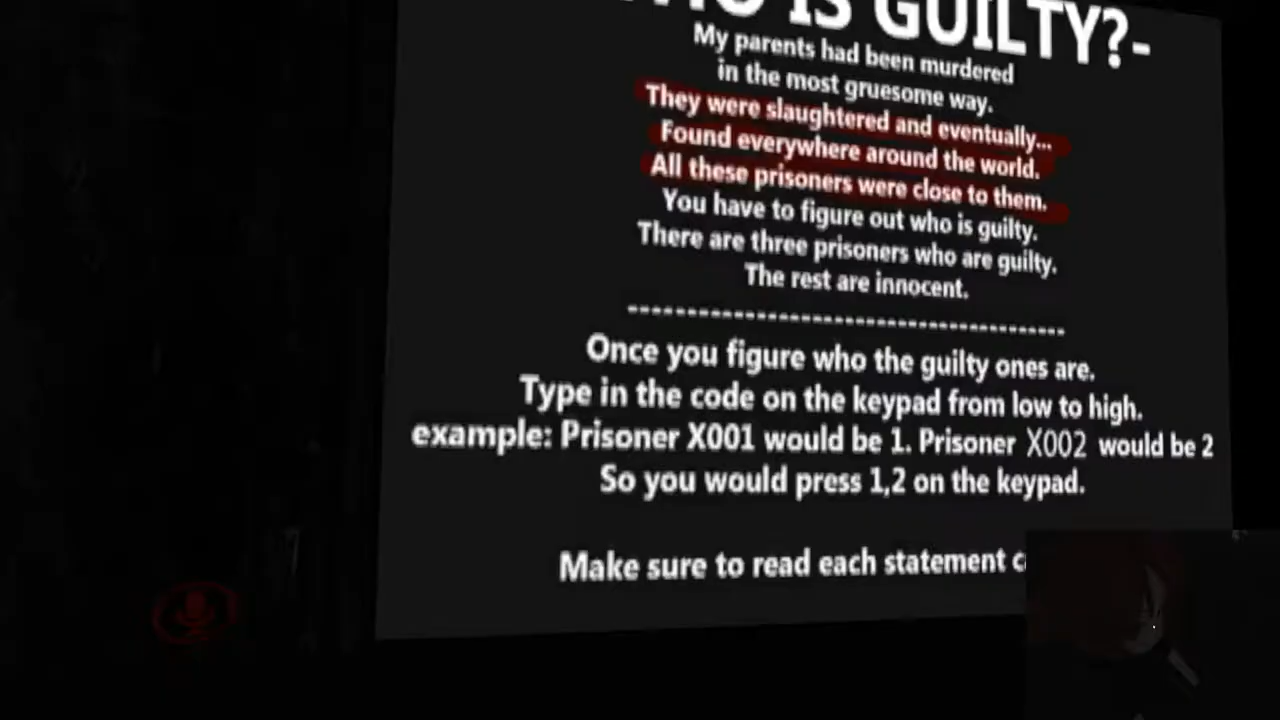 IS GUILTY?-
My parents had been murdered
in the most gruesome way.
They were slaughtered and eventually...
Found everywhere around the world.
All these prisoners were close to them.
You have to figure out who is guilty.
There are three prisoners who are guilty.
The rest are innocent.
----------------------------------------
Once you figure who the guilty ones are.
Type in the code on the keypad from low to high.
example: Prisoner X001 would be 1. Prisoner X002 would be 2
So you would press 1,2 on the keypad.
Make sure to read each statement